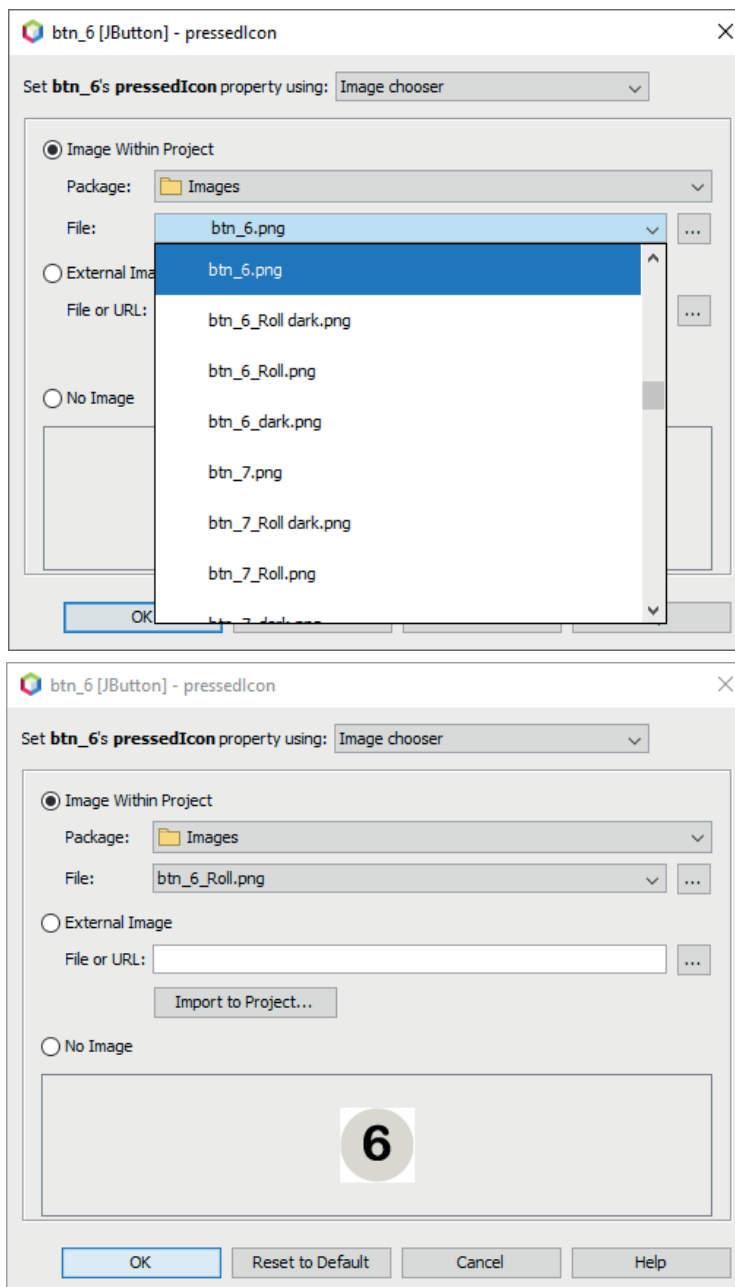 btn_6 [JButton] - pressedIcon
Set btn_6's pressedIcon property using: Image chooser
Image Within Project
Package: Images
File: btn_6.png ...
btn_6.png
External Ima
btn_6_Roll dark.png
File or URL: ...
btn_6_Roll.png
No Image
btn_6_dark.png
btn_7.png
btn_7_Roll dark.png
btn_7_Roll.png
OK
btn_6 [JButton] - pressedIcon
Set btn_6's pressedIcon property using: Image chooser
Image Within Project
Package: Images
File: btn_6_Roll.png ...
External Image
File or URL: ...
Import to Project...
No Image
6
OK Reset to Default Cancel Help